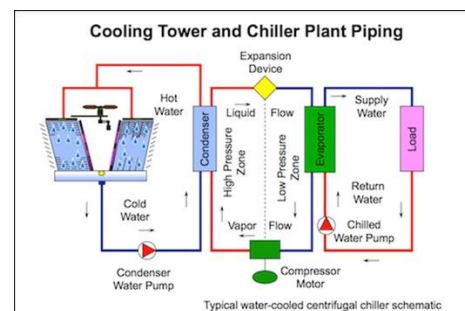 Cooling Tower and Chiller Plant Piping
Expansion
Device
Hot
Water
Liquid
Flow
Supply
Water
Condenser
High Pressure
Zone
Low Pressure
Zone
Evaporator
Load
Cold
Water
Return
Water
Vapor
Flow
Chilled
Water Pump
Condenser
Water Pump
Compressor
Motor
Typical water-cooled centrifugal chiller schematic